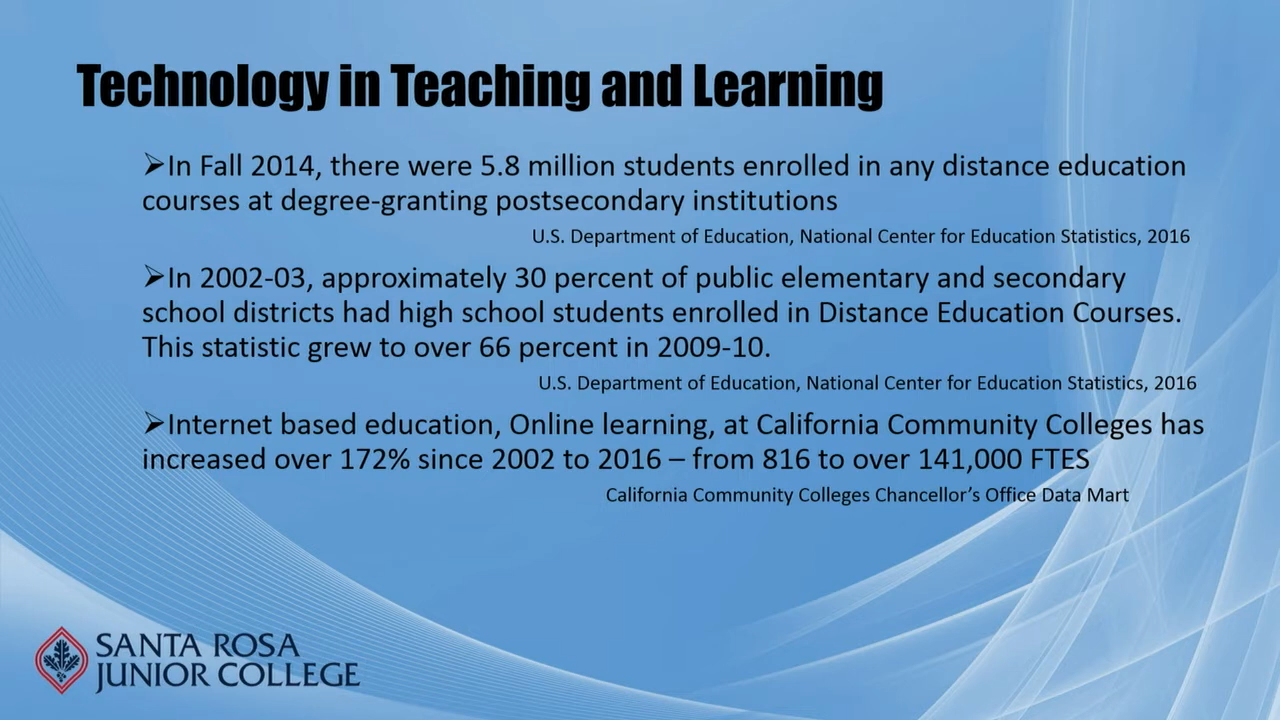 Technology in Teaching and Learning
➢In Fall 2014, there were 5.8 million students enrolled in any distance education
courses at degree-granting postsecondary institutions
U.S. Department of Education, National Center for Education Statistics, 2016
➢In 2002-03, approximately 30 percent of public elementary and secondary
school districts had high school students enrolled in Distance Education Courses.
This statistic grew to over 66 percent in 2009-10.
U.S. Department of Education, National Center for Education Statistics, 2016
➢Internet based education, Online learning, at California Community Colleges has
increased over 172% since 2002 to 2016 – from 816 to over 141,000 FTES
California Community Colleges Chancellor’s Office Data Mart
SANTA ROSA
JUNIOR COLLEGE